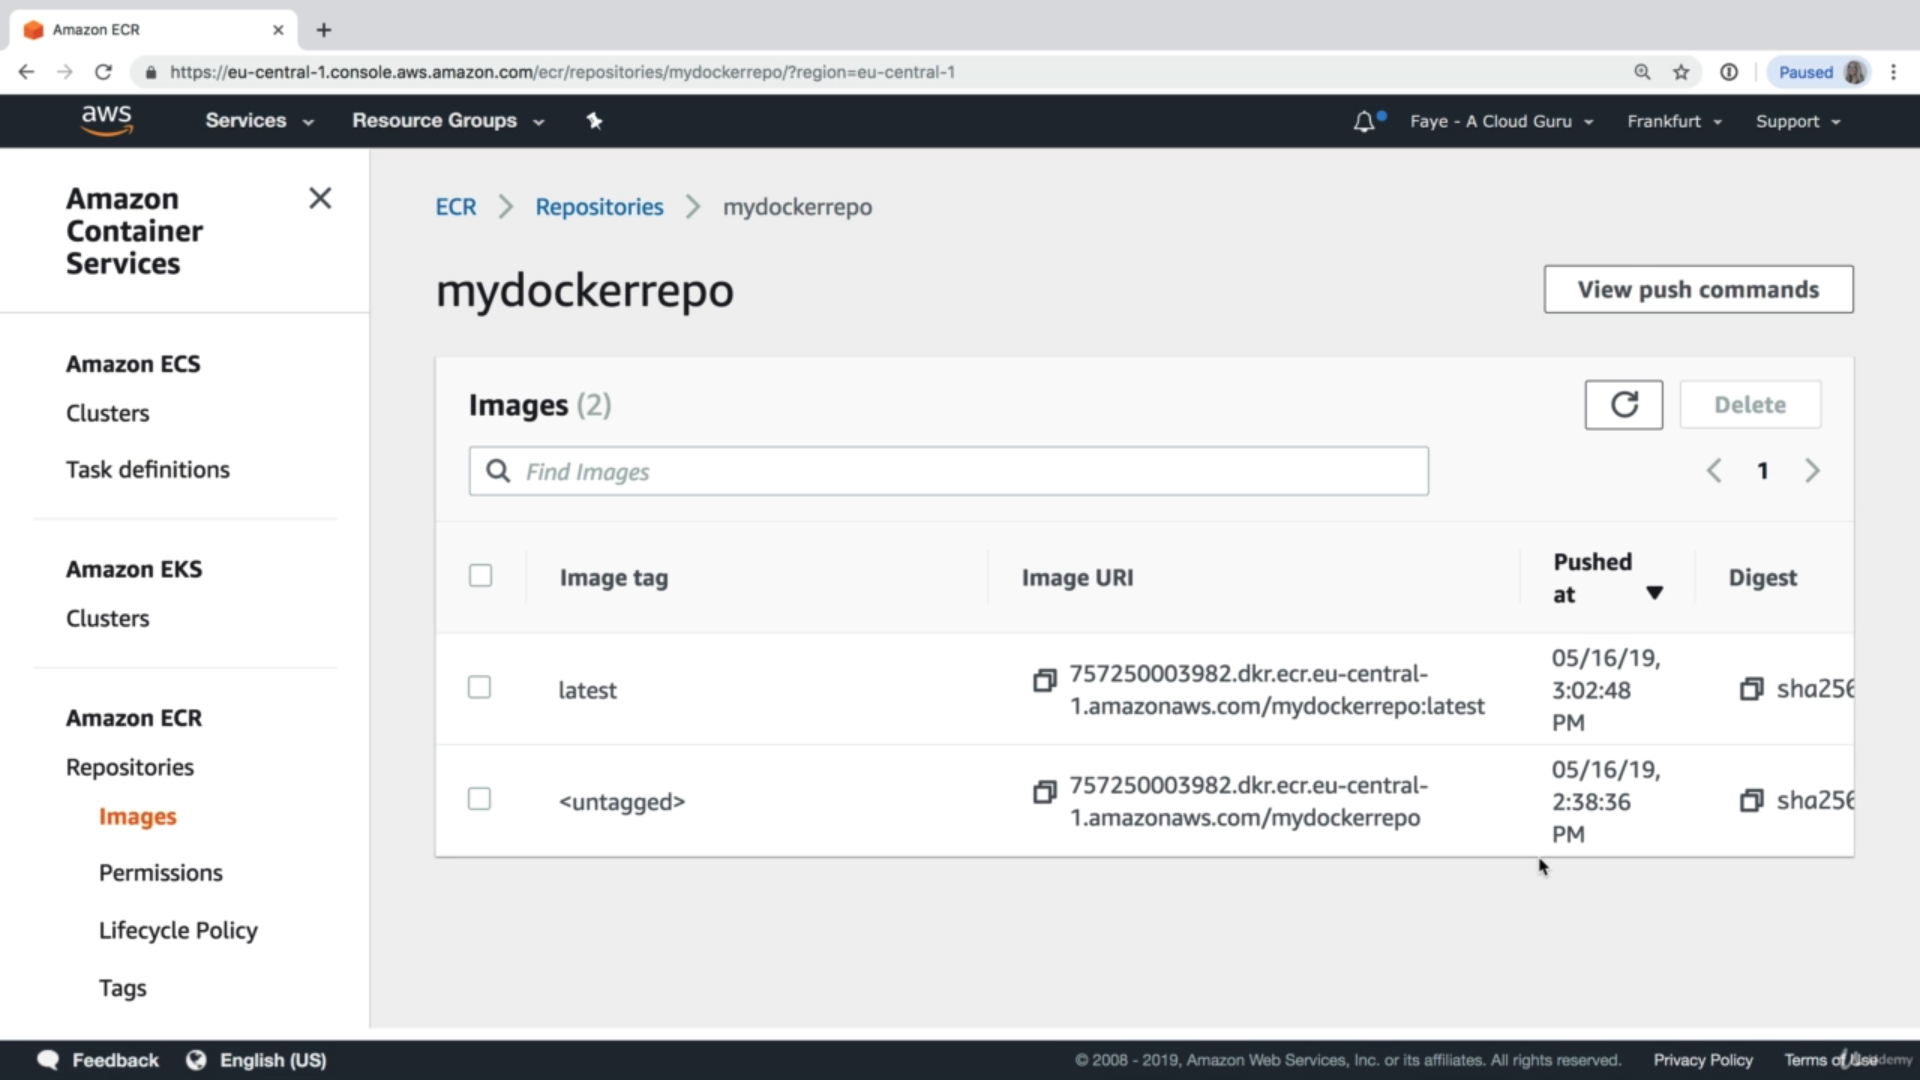 Amazon ECR
https://eu-central-1.console.aws.amazon.com/ecr/repositories/mydockerrepo/?region=eu-central-1
Paused
aws
Services
Resource Groups
Faye - A Cloud Guru
Frankfurt
Support
Amazon
Container
Services
Amazon ECS
Clusters
Task definitions
Amazon EKS
Clusters
Amazon ECR
Repositories
Images
Permissions
Lifecycle Policy
Tags
ECR
Repositories
mydockerrepo
mydockerrepo
View push commands
Images (2)
Delete
Find Images
1
Image tag
Image URI
Pushed
at
Digest
latest
757250003982.dkr.ecr.eu-central-
1.amazonaws.com/mydockerrepo:latest
05/16/19,
3:02:48
PM
sha256
<untagged>
757250003982.dkr.ecr.eu-central-
1.amazonaws.com/mydockerrepo
05/16/19,
2:38:36
PM
sha256
Feedback
English (US)
© 2008 - 2019, Amazon Web Services, Inc. or its affiliates. All rights reserved.
Privacy Policy
Terms of Use